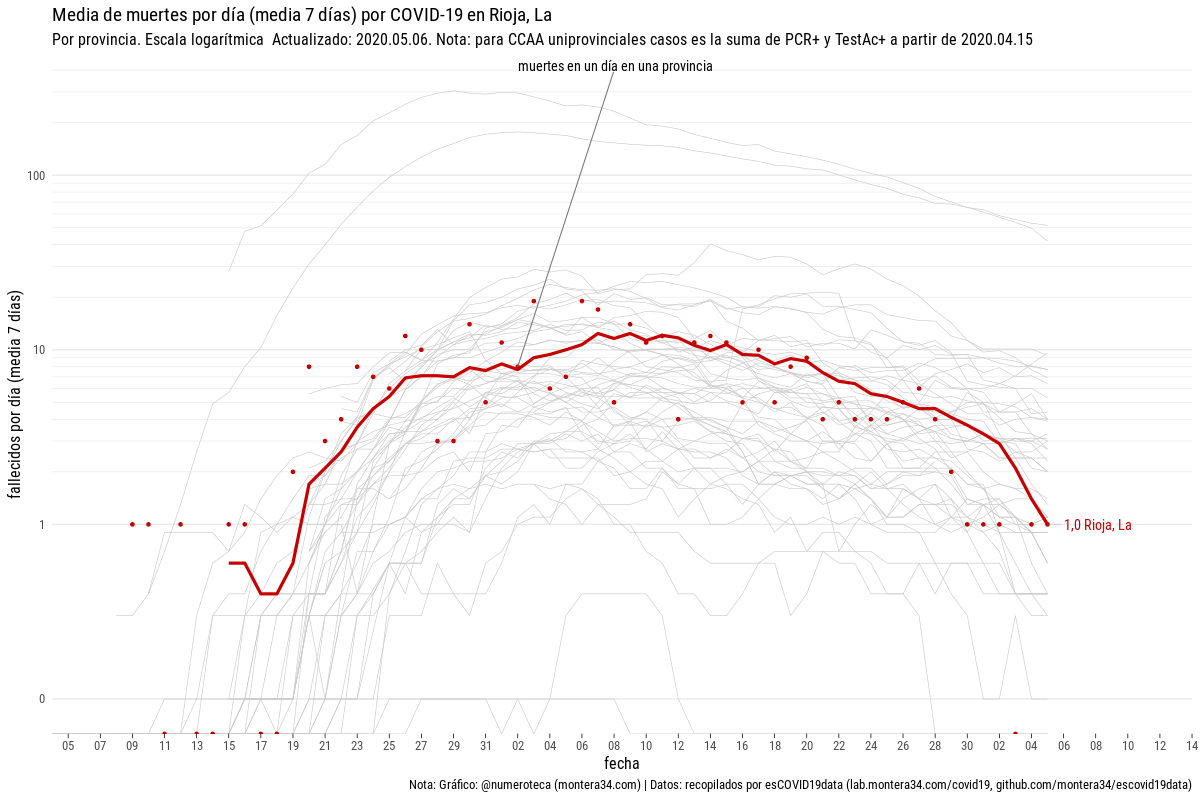 Media de muertes por día (media 7 días) por COVID-19 en Rioja, La
Por provincia. Escala logarítmica  Actualizado: 2020.05.06. Nota: para CCAA uniprovinciales casos es la suma de PCR+ y TestAc+ a partir de 2020.04.15
muertes en un día en una provincia
fallecidos por día (media  7 días)
100
10
1
0
1,0 Rioja, La
05 07 09 11 13 15 17 19 21 23 25 27 29 31 02 04 06 08 10 12 14 16 18 20 22 24 26 28 30 02 04 06 08 10 12 14
fecha
Nota: Gráfico: @numeroteca (montera34.com) | Datos: recopilados por esCOVID19data (lab.montera34.com/covid19, github.com/montera34/escovid19data)